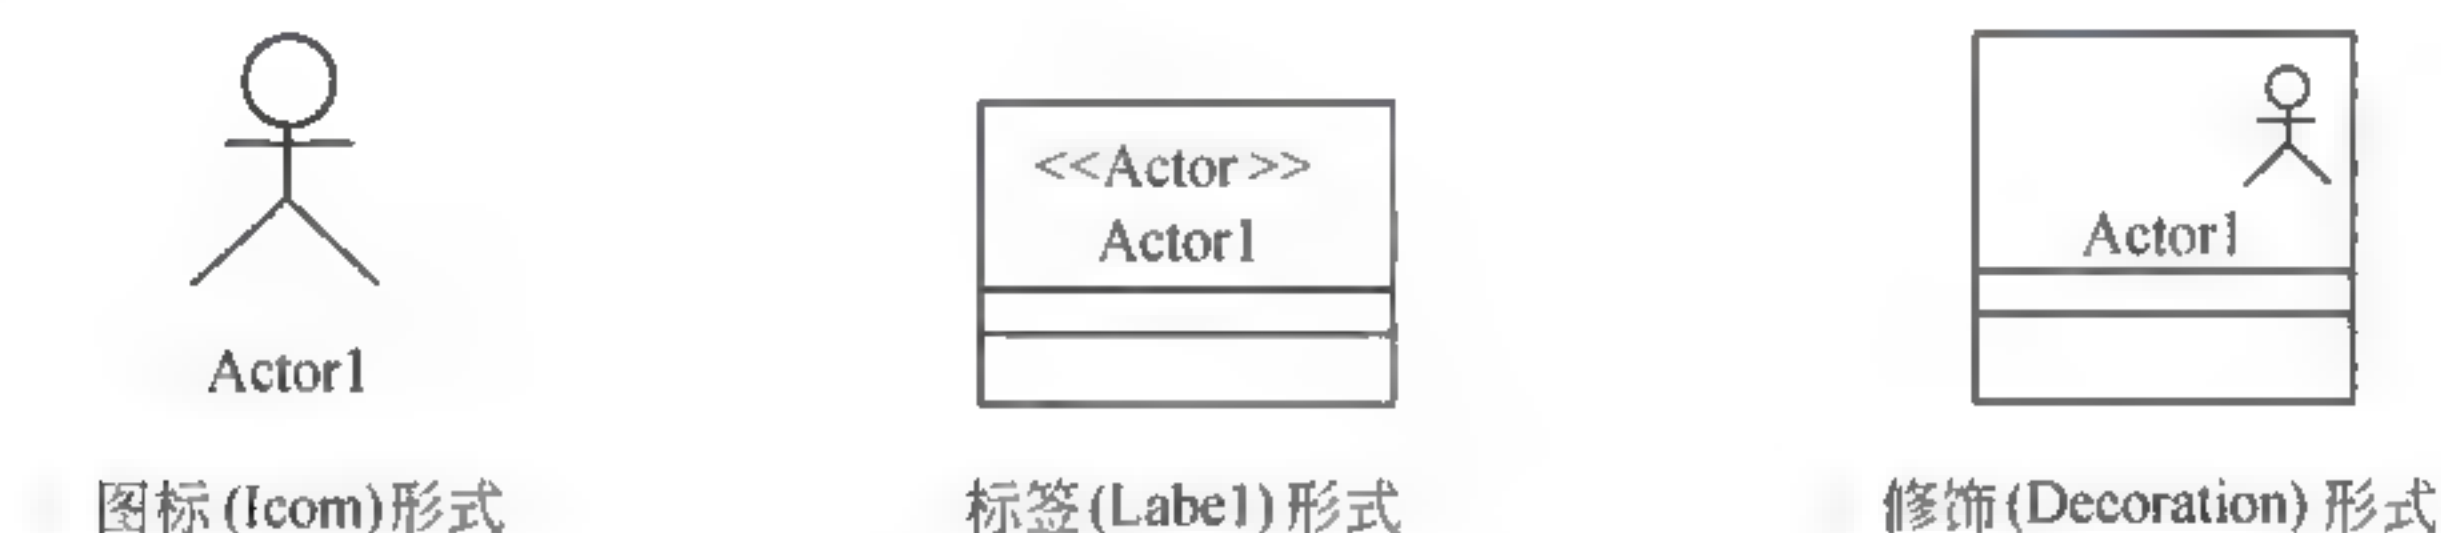 <<Actor>>
Actor1
Actor1
Actor1
图标(Icom)形式
标签(Label)形式
修饰(Decoration)形式